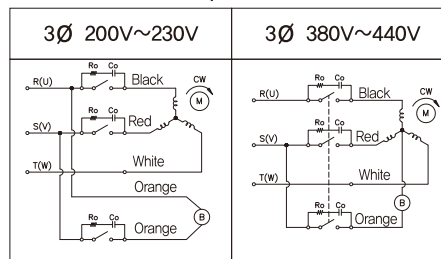 3Ø 200V~230V
3Ø 380V~440V
Ro Co
R(U)
Black
CW
M
Ro Co
S(V)
Red
White
T(W)
Orange
Ro Co
Orange
B
Ro Co
R(U)
Black
CW
M
Ro Co
S(V)
Red
White
T(W)
B
Ro Co
Orange